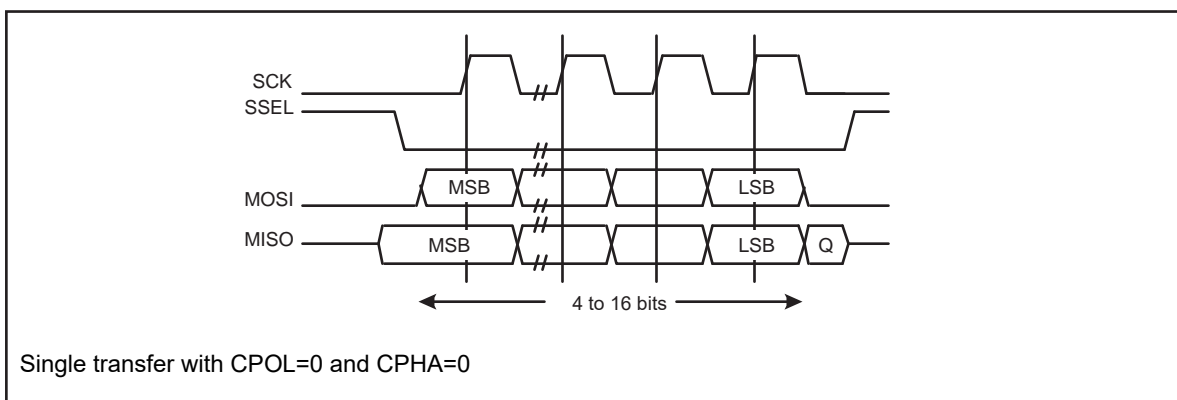 SCK
SSEL
MOSI MSB LSB
MISO MSB LSB Q
4 to 16 bits
Single transfer with CPOL=0 and CPHA=0